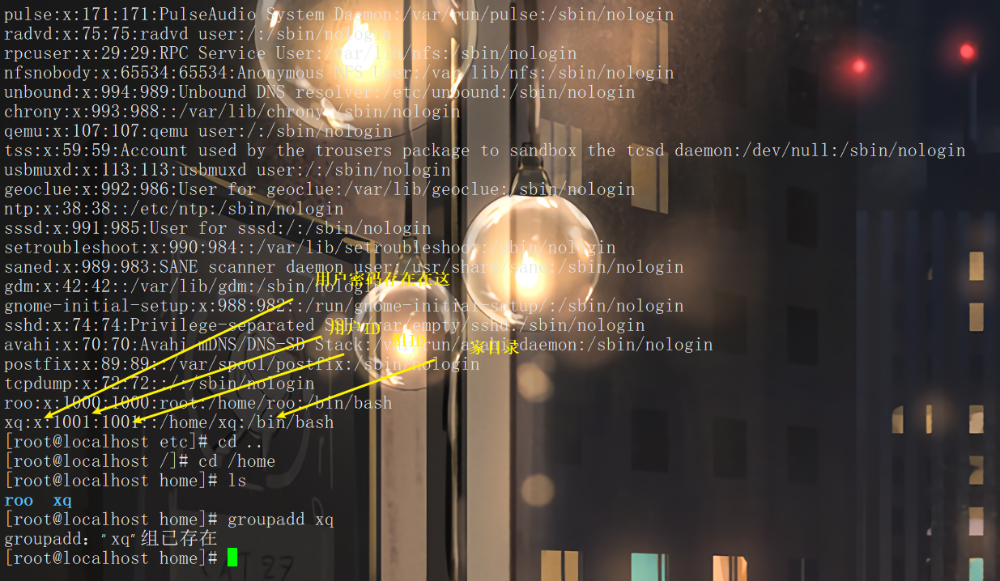 pulse:x:171:171:PulseAudio System Daemon:/var/run/pulse:/sbin/nologin
radvd:x:75:75:radvd user:/:/sbin/nologin
rpcuser:x:29:29:RPC Service User:/var/lib/nfs:/sbin/nologin
nfsnobody:x:65534:65534:Anonymous NFS User:/var/lib/nfs:/sbin/nologin
unbound:x:994:989:Unbound DNS resolver:/etc/unbound:/sbin/nologin
chrony:x:993:988::/var/lib/chrony:/sbin/nologin
qemu:x:107:107:qemu user:/:/sbin/nologin
tss:x:59:59:Account used by the trousers package to sandbox the tcsd daemon:/dev/null:/sbin/nologin
usbmuxd:x:113:113:usbmuxd user:/:/sbin/nologin
geoclue:x:992:986:User for geoclue:/var/lib/geoclue:/sbin/nologin
ntp:x:38:38::/etc/ntp:/sbin/nologin
sssd:x:991:985:User for sssd:/:/sbin/nologin
setroubleshoot:x:990:984::/var/lib/setroubleshoot:/sbin/nologin
saned:x:989:983:SANE scanner daemon user:/usr/share/sane:/sbin/nologin
用户密码存在在这
gdm:x:42:42::/var/lib/gdm:/sbin/nologin
gnome-initial-setup:x:988:982::/run/gnome-initial-setup/:/sbin/nologin
sshd:x:74:74:Privilege-separated SSH:/var/empty/sshd:/sbin/nologin
用户ID 组ID 家目录
avahi:x:70:70:Avahi mDNS/DNS-SD Stack:/var/run/avahi-daemon:/sbin/nologin
postfix:x:89:89::/var/spool/postfix:/sbin/nologin
tcpdump:x:72:72::/:/sbin/nologin
roo:x:1000:1000:root:/home/roo:/bin/bash
xq:x:1001:1001::/home/xq:/bin/bash
[root@localhost etc]# cd ..
[root@localhost /]# cd /home
[root@localhost home]# ls
roo xq
[root@localhost home]# groupadd xq
groupadd：“xq”组已存在
[root@localhost home]#